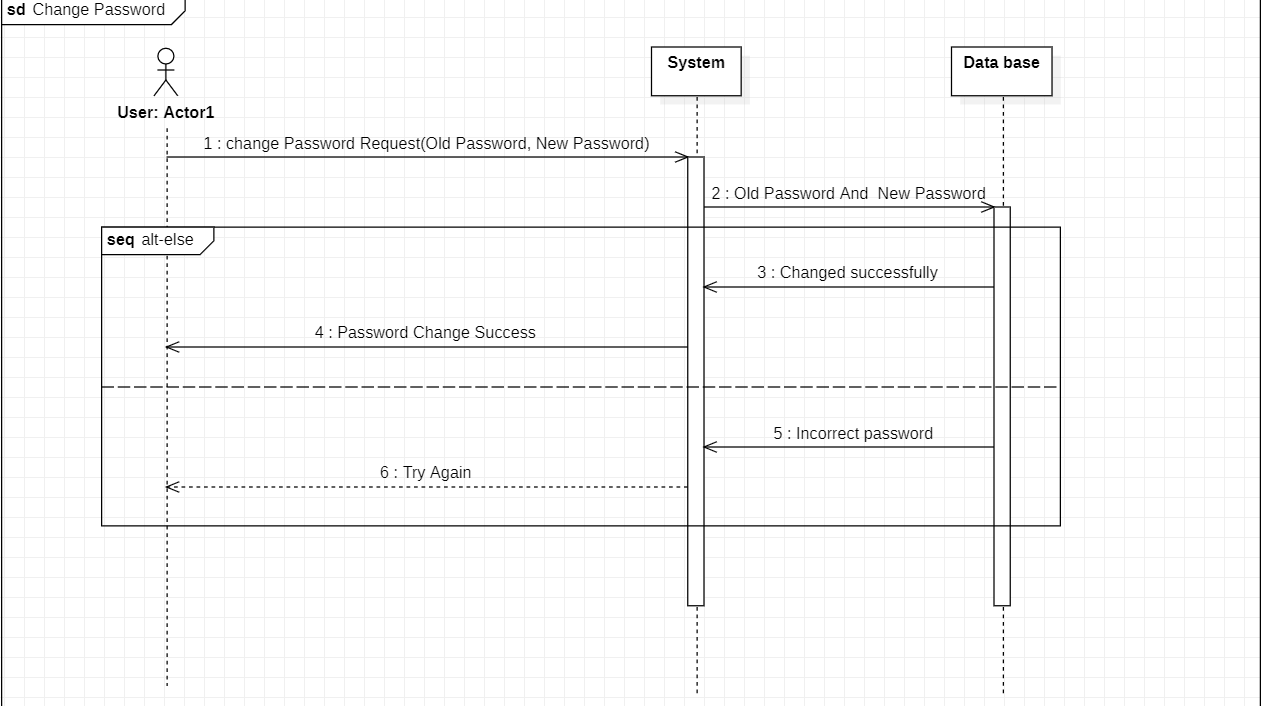 sd Change Password
User: Actor1
System
Data base
1 : change Password Request(Old Password, New Password)
2 : Old Password And  New Password
seq alt-else
3 : Changed successfully
4 : Password Change Success
5 : Incorrect password
6 : Try Again